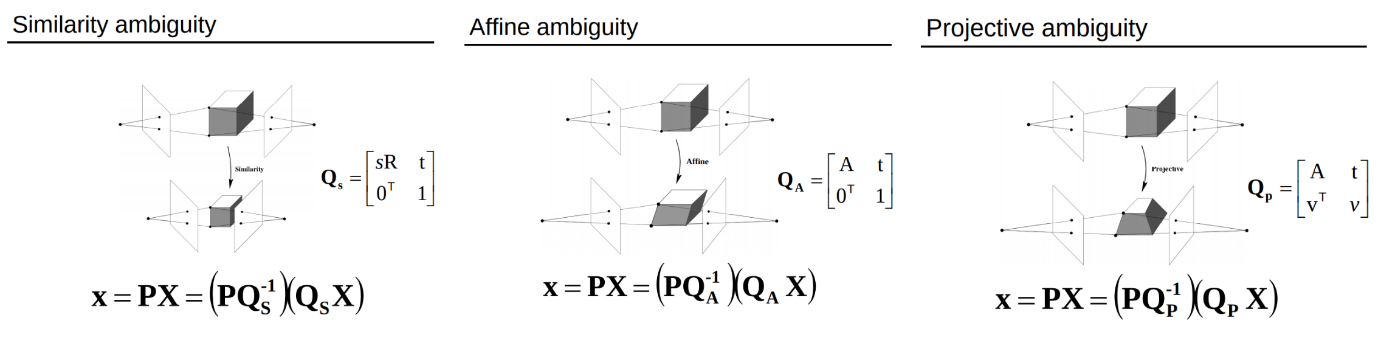 Similarity ambiguity
Similarity
Q_s = [sR t; 0^T 1]
x = PX = (PQ_S^-1)(Q_S X)
Affine ambiguity
Affine
Q_A = [A t; 0^T 1]
x = PX = (PQ_A^-1)(Q_A X)
Projective ambiguity
Projective
Q_p = [A t; v^T v]
x = PX = (PQ_P^-1)(Q_P X)